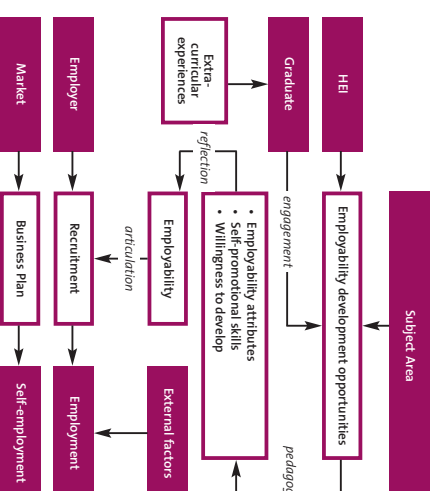 Subject Area
HEI
Employability development opportunities
Graduate
engagement
Extra-
curricular
experiences
reflection
• Employability attributes
• Self-promotional skills
• Willingness to develop
Employability
articulation
External factors
Employer
Recruitment
Employment
Market
Business Plan
Self-employment